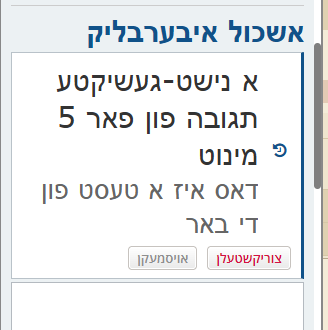 אשכול איבערבליק
א נישט-געשיקטע
תגובה פון פאר 5
מינוט
דאס איז א טעסט פון
די באר
צוריקשטעלן אויסמעקן